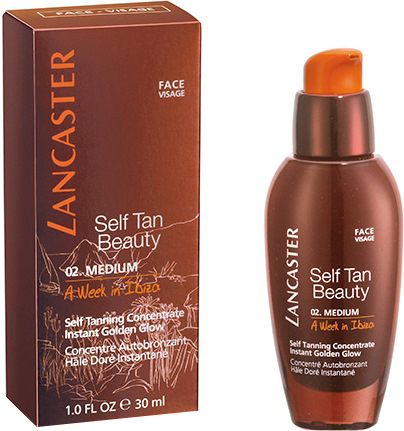 FACE - VISAGE
FACE
VISAGE
LANCASTER
Self Tan
Beauty
02. MEDIUM
A Week in Ibiza
Self Tanning Concentrate
Instant Golden Glow
Concentré Autobronzant
Hâle Doré Instantané
1.0 FL OZ e 30 ml
FACE
VISAGE
LANCASTER
Self Tan
Beauty
02. MEDIUM
A Week in Ibiza
Self Tanning Concentrate
Instant Golden Glow
Concentré Autobronzant
Hâle Doré Instantané